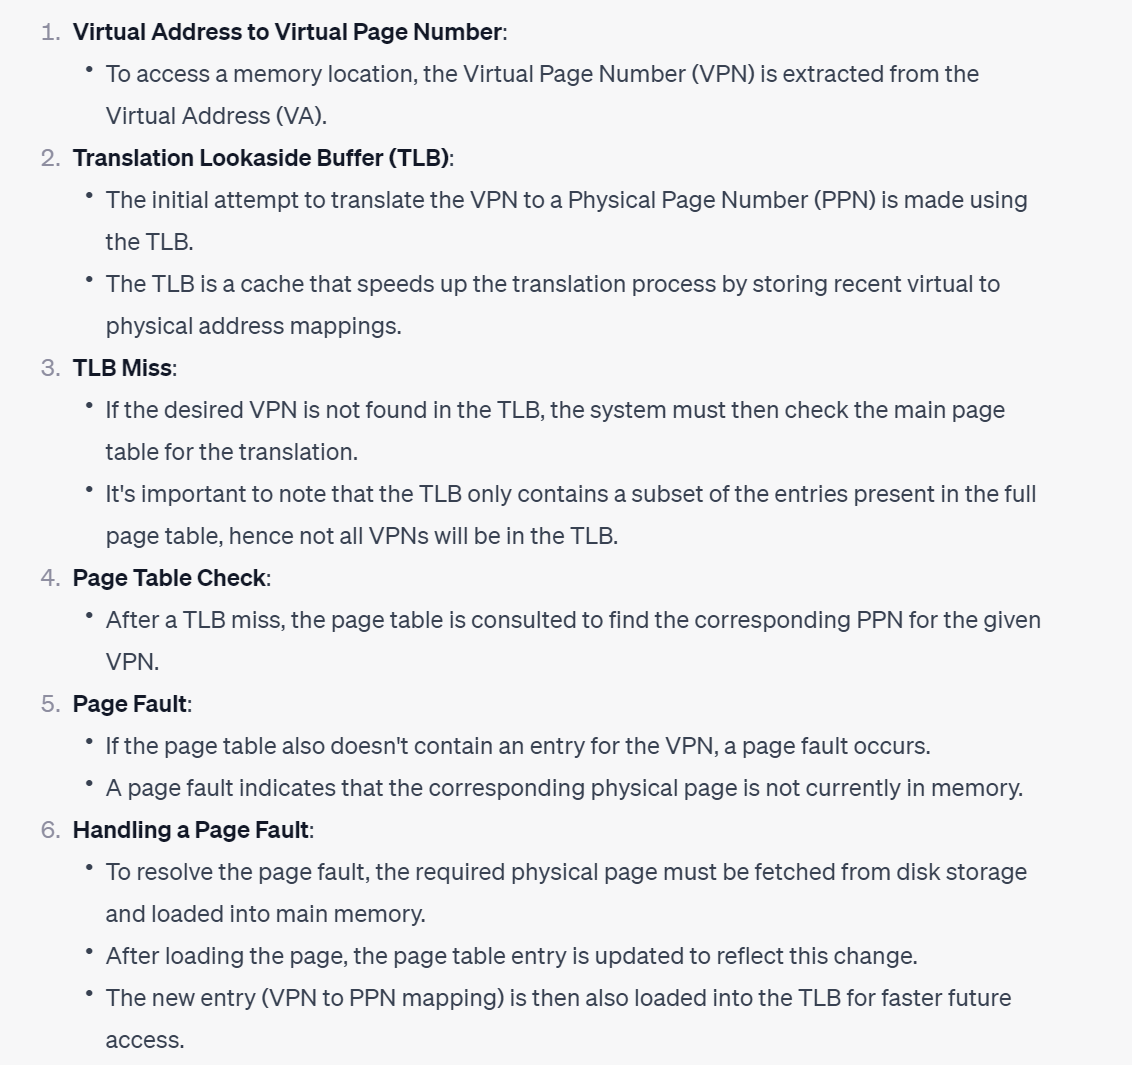 1. Virtual Address to Virtual Page Number:
• To access a memory location, the Virtual Page Number (VPN) is extracted from the
Virtual Address (VA).
2. Translation Lookaside Buffer (TLB):
• The initial attempt to translate the VPN to a Physical Page Number (PPN) is made using
the TLB.
• The TLB is a cache that speeds up the translation process by storing recent virtual to
physical address mappings.
3. TLB Miss:
• If the desired VPN is not found in the TLB, the system must then check the main page
table for the translation.
• It's important to note that the TLB only contains a subset of the entries present in the full
page table, hence not all VPNs will be in the TLB.
4. Page Table Check:
• After a TLB miss, the page table is consulted to find the corresponding PPN for the given
VPN.
5. Page Fault:
• If the page table also doesn't contain an entry for the VPN, a page fault occurs.
• A page fault indicates that the corresponding physical page is not currently in memory.
6. Handling a Page Fault:
• To resolve the page fault, the required physical page must be fetched from disk storage
and loaded into main memory.
• After loading the page, the page table entry is updated to reflect this change.
• The new entry (VPN to PPN mapping) is then also loaded into the TLB for faster future
access.